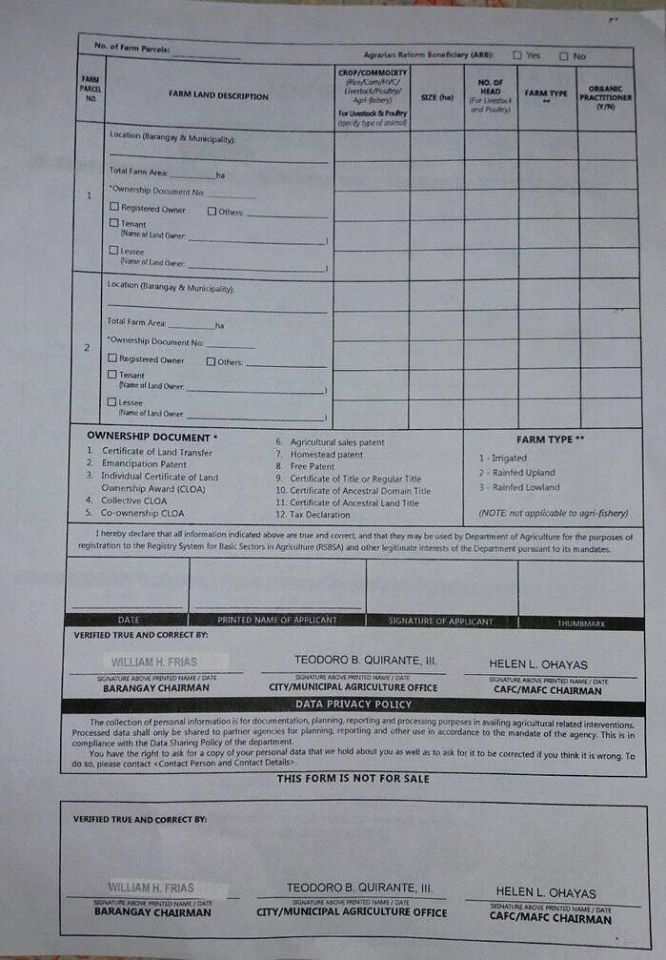 No. of Farm Parcels:
Agrarian Reform Beneficiary (ARB): Yes No
FARM PARCEL NO.
FARM LAND DESCRIPTION
CROP/COMMODITY
(Rice/Corn/HVC/
Livestock/Poultry/
Agri-fishery)
For Livestock & Poultry
(specify type of animal)
SIZE (ha)
NO. OF HEAD
(For Livestock and Poultry)
FARM TYPE
**
ORGANIC PRACTITIONER
(Y/N)
1
Location (Barangay & Municipality):
Total Farm Area: __________ha
*Ownership Document No: __________
Registered Owner Others: __________
Tenant
(Name of Land Owner: __________)
Lessee
(Name of Land Owner: __________)
2
Location (Barangay & Municipality):
Total Farm Area: __________ha
*Ownership Document No: __________
Registered Owner Others: __________
Tenant
(Name of Land Owner: __________)
Lessee
(Name of Land Owner: __________)
OWNERSHIP DOCUMENT *
1. Certificate of Land Transfer
2. Emancipation Patent
3. Individual Certificate of Land
Ownership Award (CLOA)
4. Collective CLOA
5. Co-ownership CLOA
6. Agricultural sales patent
7. Homestead patent
8. Free Patent
9. Certificate of Title or Regular Title
10. Certificate of Ancestral Domain Title
11. Certificate of Ancestral Land Title
12. Tax Declaration
FARM TYPE **
1 - Irrigated
2 - Rainfed Upland
3 - Rainfed Lowland
(NOTE: not applicable to agri-fishery)
I hereby declare that all information indicated above are true and correct, and that they may be used by Department of Agriculture for the purposes of
registration to the Registry System for Basic Sectors in Agriculture (RSBSA) and other legitimate interests of the Department pursuant to its mandates.
DATE PRINTED NAME OF APPLICANT SIGNATURE OF APPLICANT THUMBMARK
VERIFIED TRUE AND CORRECT BY:
WILLIAM H. FRIAS TEODORO B. QUIRANTE, III. HELEN L. OHAYAS
SIGNATURE ABOVE PRINTED NAME / DATE SIGNATURE ABOVE PRINTED NAME / DATE SIGNATURE ABOVE PRINTED NAME / DATE
BARANGAY CHAIRMAN CITY/MUNICIPAL AGRICULTURE OFFICE CAFC/MAFC CHAIRMAN
DATA PRIVACY POLICY
The collection of personal information is for documentation, planning, reporting and processing purposes in availing agricultural related interventions.
Processed data shall only be shared to partner agencies for planning, reporting and other use in accordance to the mandate of the agency. This is in
compliance with the Data Sharing Policy of the department.
You have the right to ask for a copy of your personal data that we hold about you as well as to ask for it to be corrected if you think it is wrong. To
do so, please contact <Contact Person and Contact Details>.
THIS FORM IS NOT FOR SALE
VERIFIED TRUE AND CORRECT BY:
WILLIAM H. FRIAS TEODORO B. QUIRANTE, III. HELEN L. OHAYAS
SIGNATURE ABOVE PRINTED NAME / DATE SIGNATURE ABOVE PRINTED NAME / DATE SIGNATURE ABOVE PRINTED NAME / DATE
BARANGAY CHAIRMAN CITY/MUNICIPAL AGRICULTURE OFFICE CAFC/MAFC CHAIRMAN